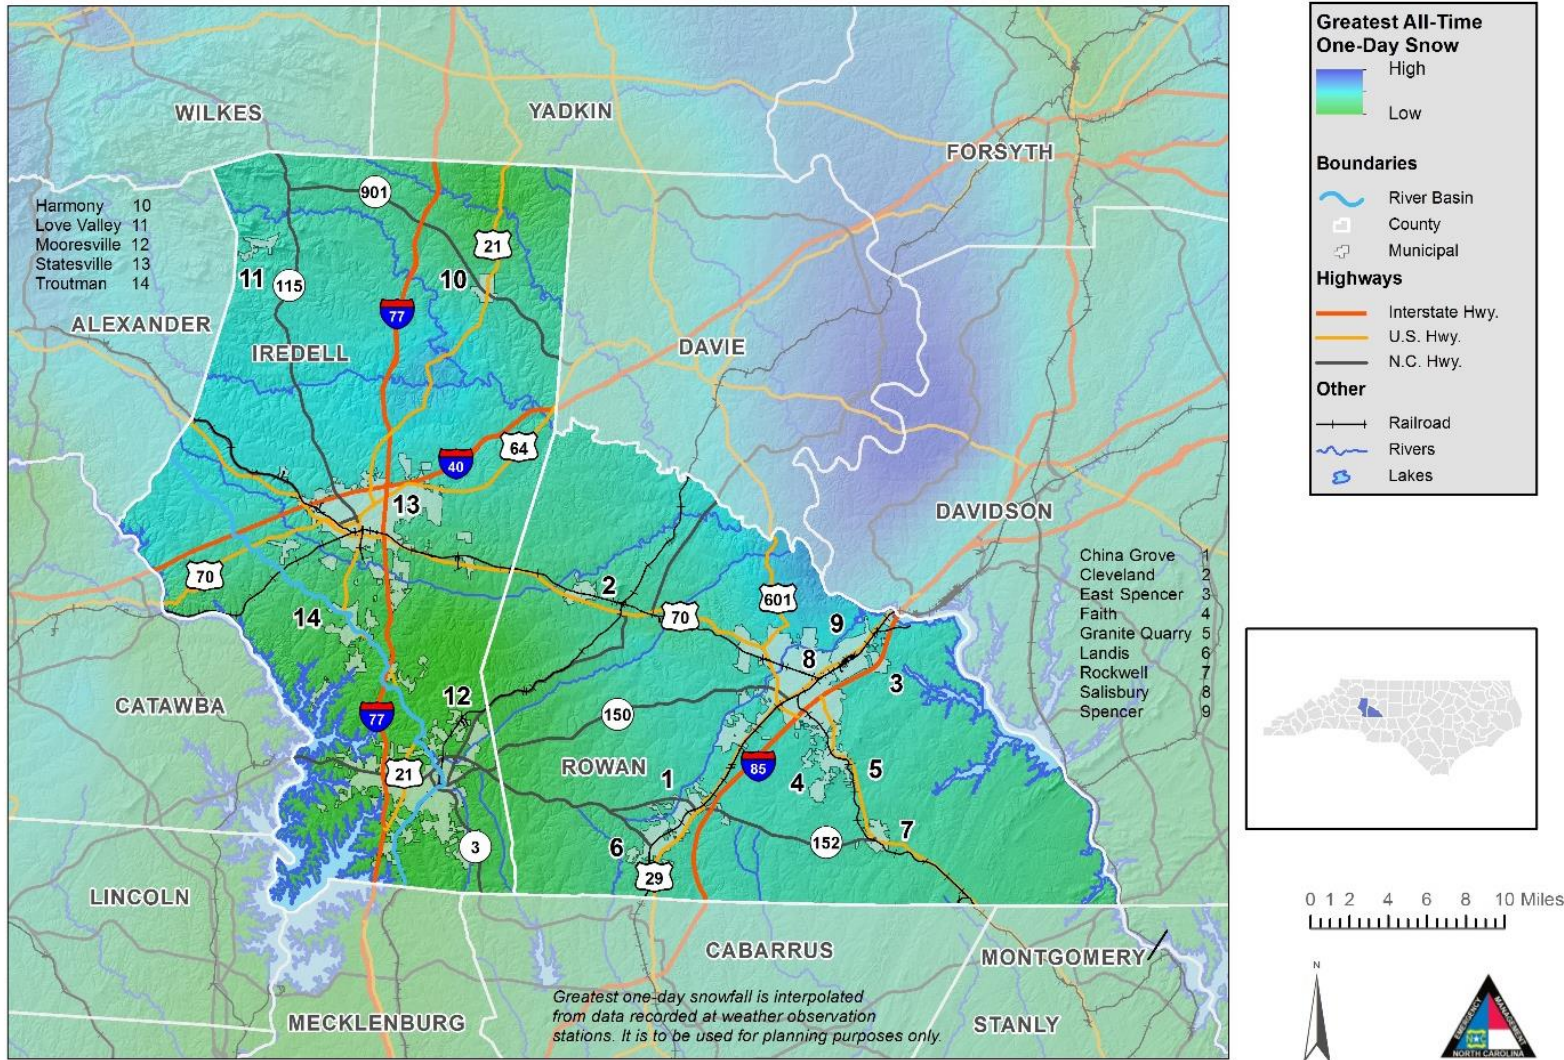 WILKES
YADKIN
FORSYTH
901
Harmony 10
Love Valley 11
Mooresville 12
Statesville 13
Troutman 14
21
11
115
10
77
ALEXANDER
IREDELL
DAVIE
64
40
13
DAVIDSON
70
2
601
70
14
9
8
3
China Grove 1
Cleveland 2
East Spencer 3
Faith 4
Granite Quarry 5
Landis 6
Rockwell 7
Salisbury 8
Spencer 9
CATAWBA
12
77
150
ROWAN
21
1
85
4
5
3
6
152
7
29
LINCOLN
CABARRUS
MONTGOMERY
MECKLENBURG
STANLY
Greatest one-day snowfall is interpolated
from data recorded at weather observation
stations. It is to be used for planning purposes only.
Greatest All-Time
One-Day Snow
High
Low
Boundaries
River Basin
County
Municipal
Highways
Interstate Hwy.
U.S. Hwy.
N.C. Hwy.
Other
Railroad
Rivers
Lakes
0 1 2 4 6 8 10 Miles
N
EMERGENCY
MANAGEMENT
NORTH CAROLINA